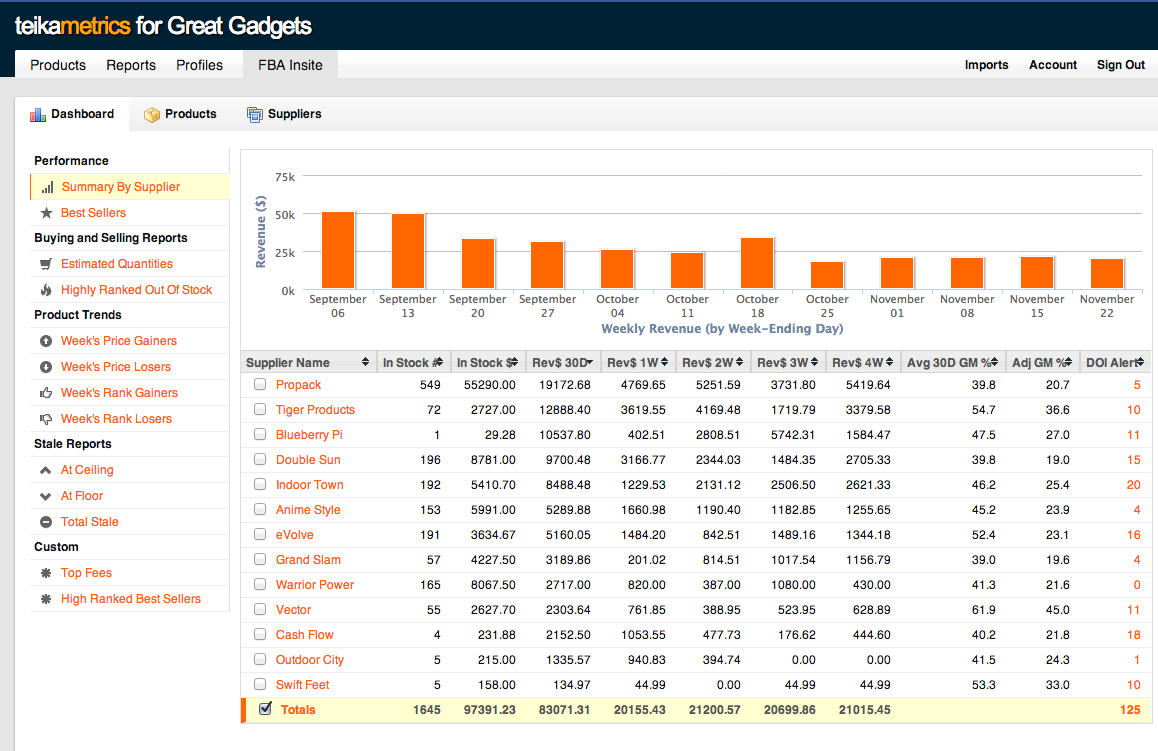 teikametrics for Great Gadgets
Products Reports Profiles FBA Insite Imports Account Sign Out
Dashboard Products Suppliers
Performance
Summary By Supplier
Best Sellers
Buying and Selling Reports
Estimated Quantities
Highly Ranked Out Of Stock
Product Trends
Week's Price Gainers
Week's Price Losers
Week's Rank Gainers
Week's Rank Losers
Stale Reports
At Ceiling
At Floor
Total Stale
Custom
Top Fees
High Ranked Best Sellers
Revenue ($)
75k
50k
25k
0k
September 06
September 13
September 20
September 27
October 04
October 11
October 18
October 25
November 01
November 08
November 15
November 22
Weekly Revenue (by Week-Ending Day)
Supplier Name In Stock # In Stock $ Rev$ 30D Rev$ 1W Rev$ 2W Rev$ 3W Rev$ 4W Avg 30D GM % Adj GM % DOI Alert
Propack 549 55290.00 19172.68 4769.65 5251.59 3731.80 5419.64 39.8 20.7 5
Tiger Products 72 2727.00 12888.40 3619.55 4169.48 1719.79 3379.58 54.7 36.6 10
Blueberry Pi 1 29.28 10537.80 402.51 2808.51 5742.31 1584.47 47.5 27.0 11
Double Sun 196 8781.00 9700.48 3166.77 2344.03 1484.35 2705.33 39.8 19.0 15
Indoor Town 192 5410.70 8488.48 1229.53 2131.12 2506.50 2621.33 46.2 25.4 20
Anime Style 153 5991.00 5289.88 1660.98 1190.40 1182.85 1255.65 45.2 23.9 4
eVolve 191 3634.67 5160.05 1484.20 842.51 1489.16 1344.18 52.4 23.1 16
Grand Slam 57 4227.50 3189.86 201.02 814.51 1017.54 1156.79 39.0 19.6 4
Warrior Power 165 8067.50 2717.00 820.00 387.00 1080.00 430.00 41.3 21.6 0
Vector 55 2627.70 2303.64 761.85 388.95 523.95 628.89 61.9 45.0 11
Cash Flow 4 231.88 2152.50 1053.55 477.73 176.62 444.60 40.2 21.8 18
Outdoor City 5 215.00 1335.57 940.83 394.74 0.00 0.00 41.5 24.3 1
Swift Feet 5 158.00 134.97 44.99 0.00 44.99 44.99 53.3 33.0 10
Totals 1645 97391.23 83071.31 20155.43 21200.57 20699.86 21015.45 125